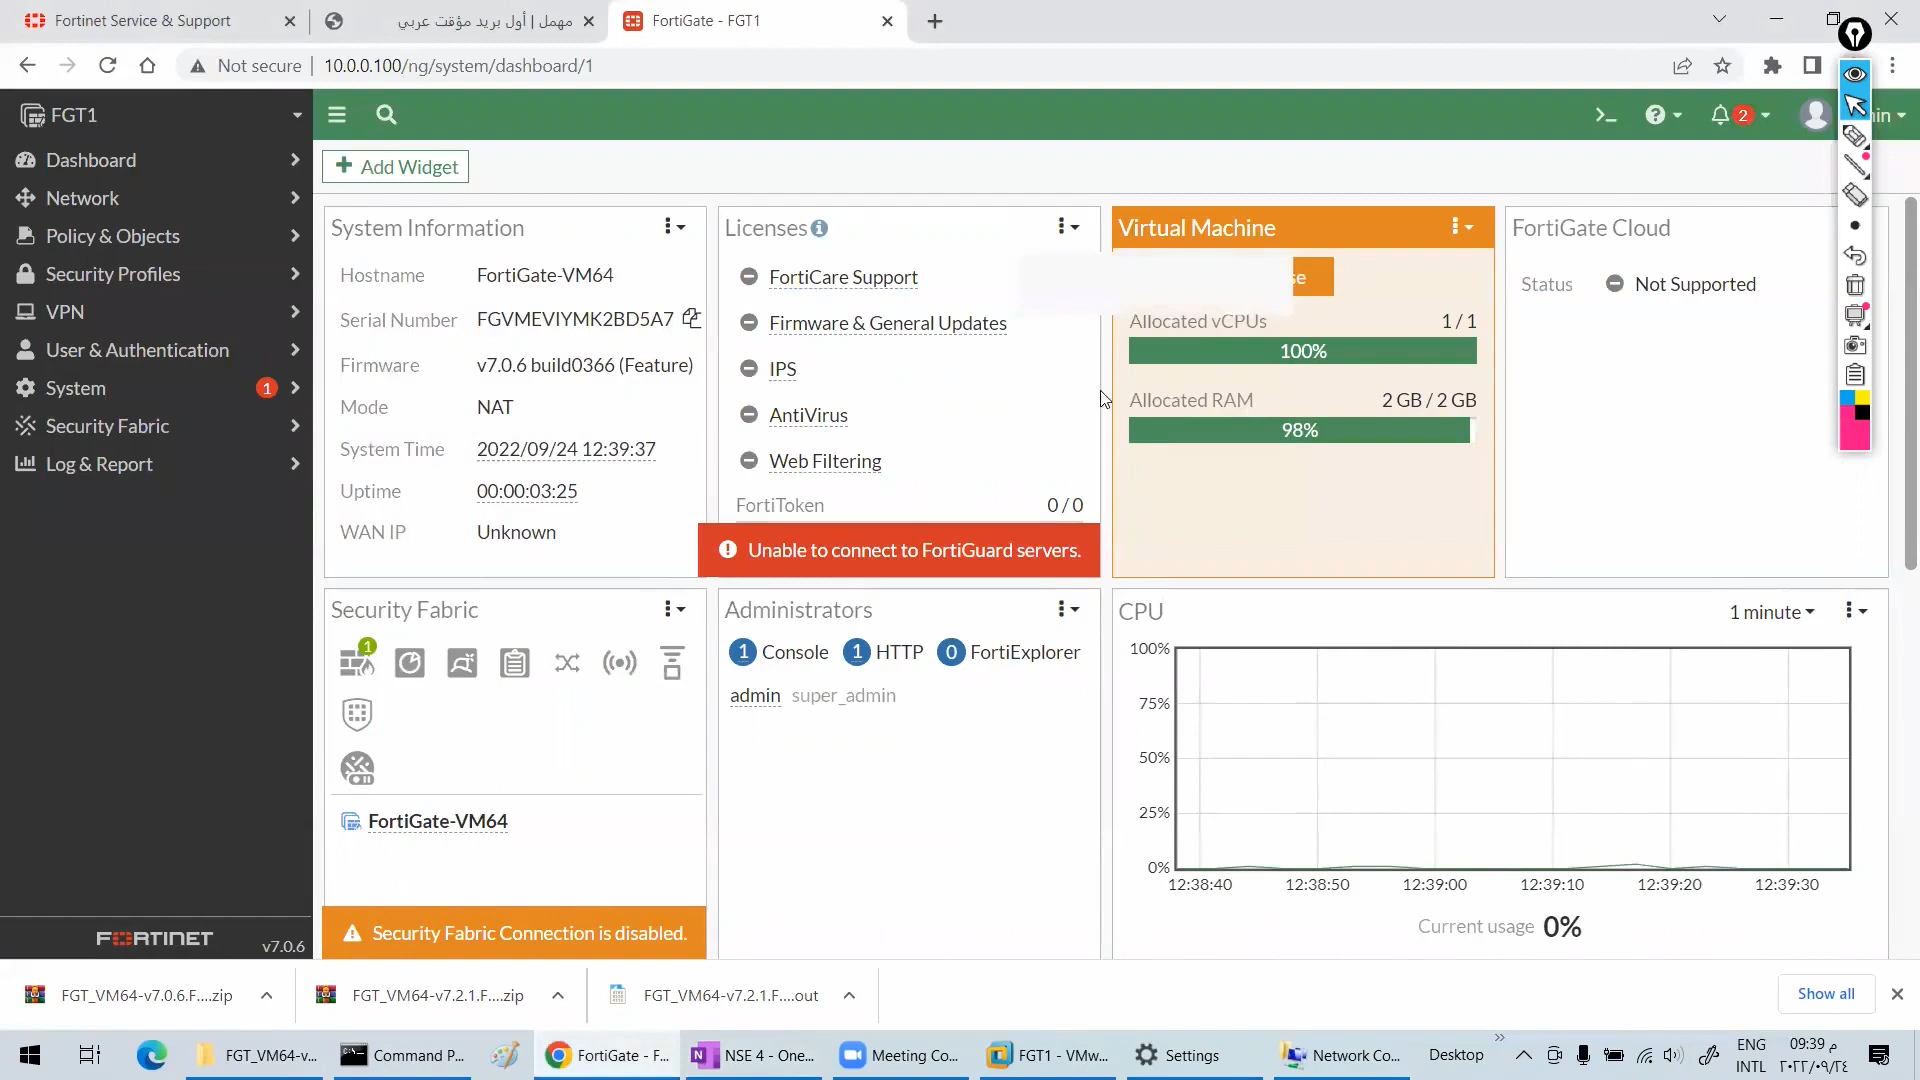 Fortinet Service & Support
مهمل | أول بريد مؤقت عربي
FortiGate - FGT1
Not secure
10.0.0.100/ng/system/dashboard/1
FGT1
2
Dashboard
Network
Policy & Objects
Security Profiles
VPN
User & Authentication
System
1
Security Fabric
Log & Report
FORTINET
v7.0.6
Add Widget
System Information
Hostname FortiGate-VM64
Serial Number FGVMEVIYMK2BD5A7
Firmware v7.0.6 build0366 (Feature)
Mode NAT
System Time 2022/09/24 12:39:37
Uptime 00:00:03:25
WAN IP Unknown
Licenses
FortiCare Support
Firmware & General Updates
IPS
AntiVirus
Web Filtering
FortiToken 0 / 0
Unable to connect to FortiGuard servers.
Virtual Machine
Allocated vCPUs 1 / 1
100%
Allocated RAM 2 GB / 2 GB
98%
FortiGate Cloud
Status Not Supported
Security Fabric
1
FortiGate-VM64
Security Fabric Connection is disabled.
Administrators
1 Console 1 HTTP 0 FortiExplorer
admin super_admin
CPU
1 minute
100%
75%
50%
25%
0%
12:38:40 12:38:50 12:39:00 12:39:10 12:39:20 12:39:30
Current usage 0%
FGT_VM64-v7.0.6.F....zip
FGT_VM64-v7.2.1.F....zip
FGT_VM64-v7.2.1.F....out
Show all
FGT_VM64-v...
Command P...
FortiGate - F...
NSE 4 - One...
Meeting Co...
FGT1 - VMw...
Settings
Network Co...
Desktop
ENG
INTL
09:39 م
٢٠٢٢/٠٩/٢٤